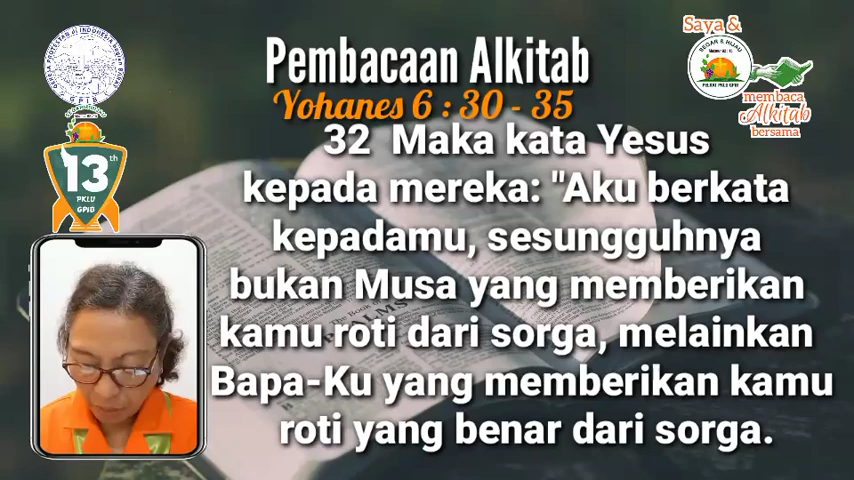 Pembacaan Alkitab
Yohanes 6 : 30 - 35
32 Maka kata Yesus
kepada mereka: "Aku berkata
kepadamu, sesungguhnya
bukan Musa yang memberikan
kamu roti dari sorga, melainkan
Bapa-Ku yang memberikan kamu
roti yang benar dari sorga.
GPIB
13th
PKLU
GPIB
Saya &
membaca
Alkitab
bersama